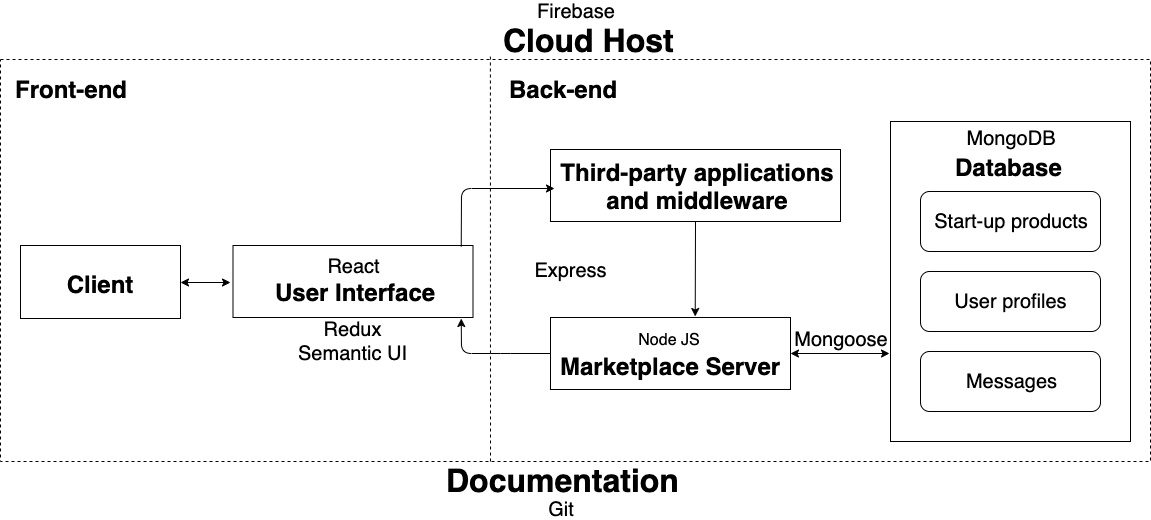 Firebase
Cloud Host
Front-end
Back-end
Client
React
User Interface
Redux
Semantic UI
Third-party applications
and middleware
Express
Node JS
Marketplace Server
Mongoose
MongoDB
Database
Start-up products
User profiles
Messages
Documentation
Git